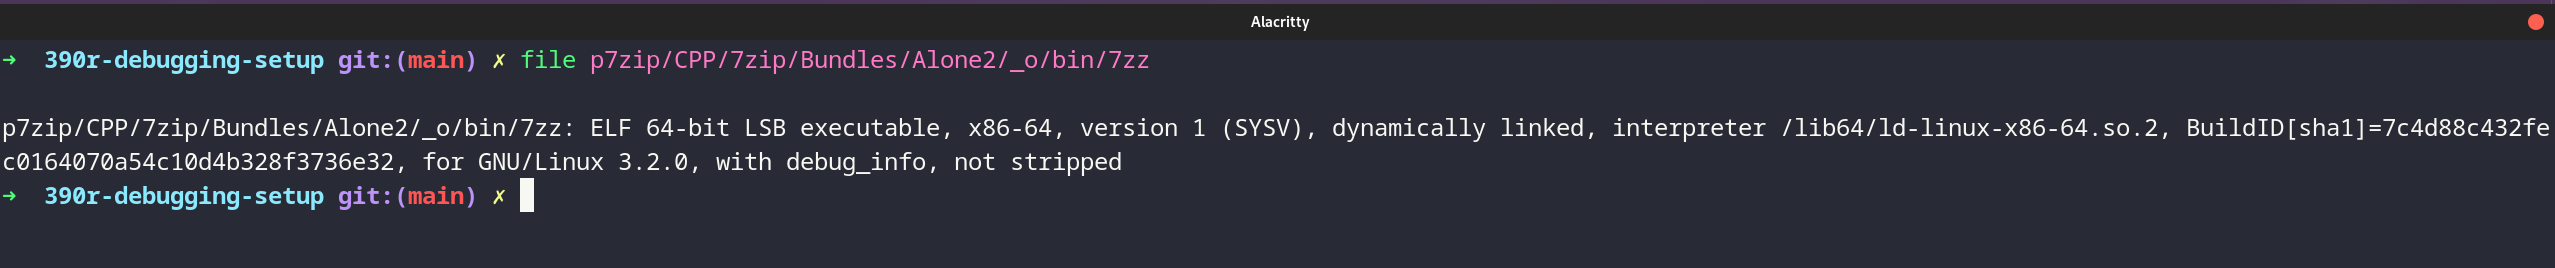 Alacritty
➜  390r-debugging-setup git:(main) ✗ file p7zip/CPP/7zip/Bundles/Alone2/_o/bin/7zz
p7zip/CPP/7zip/Bundles/Alone2/_o/bin/7zz: ELF 64-bit LSB executable, x86-64, version 1 (SYSV), dynamically linked, interpreter /lib64/ld-linux-x86-64.so.2, BuildID[sha1]=7c4d88c432fe
c0164070a54c10d4b328f3736e32, for GNU/Linux 3.2.0, with debug_info, not stripped
➜  390r-debugging-setup git:(main) ✗